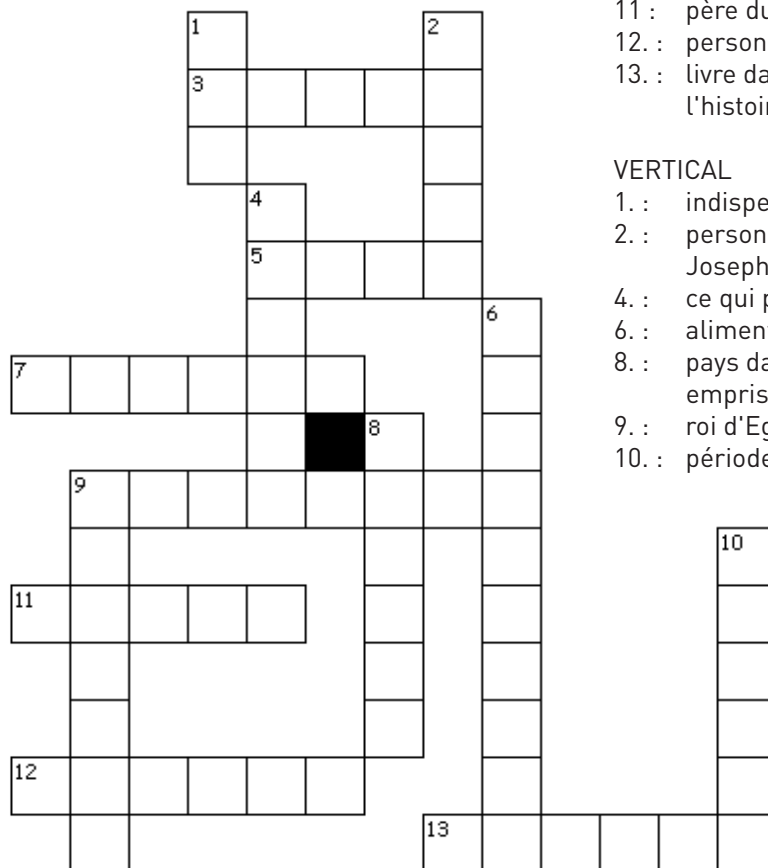 11 : père du
12. : person
13. : livre da
l'histoi
VERTICAL
1. : indispe
2. : person
Joseph
4. : ce qui p
6. : aliment
8. : pays da
empris
9. : roi d'Eg
10. : période
1
2
3
4
5
6
7
8
9
10
11
12
13